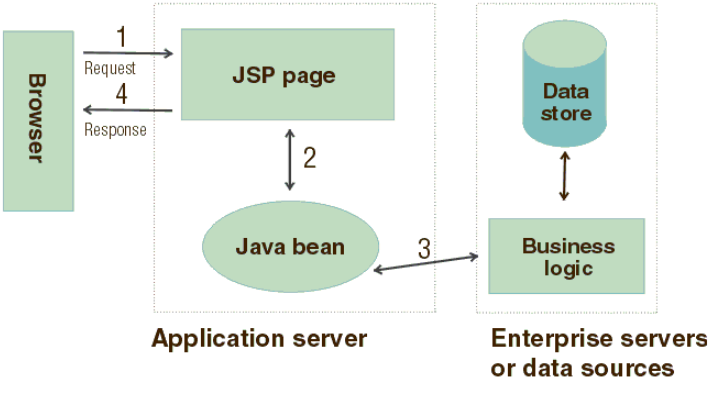 1
Request
4
Response
Browser
JSP page
2
Java bean
3
Data
store
Business
logic
Application server
Enterprise servers
or data sources